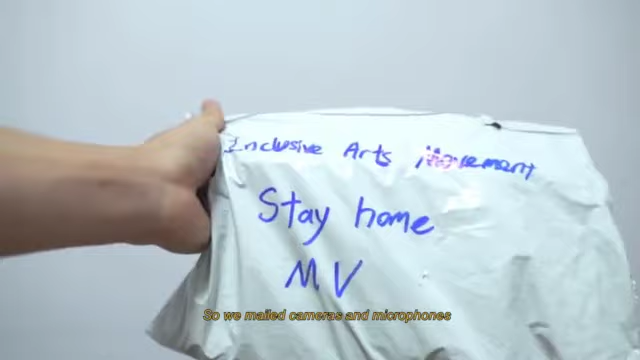 Inclusive Arts Movement
Stay home
MV
So we mailed cameras and microphones